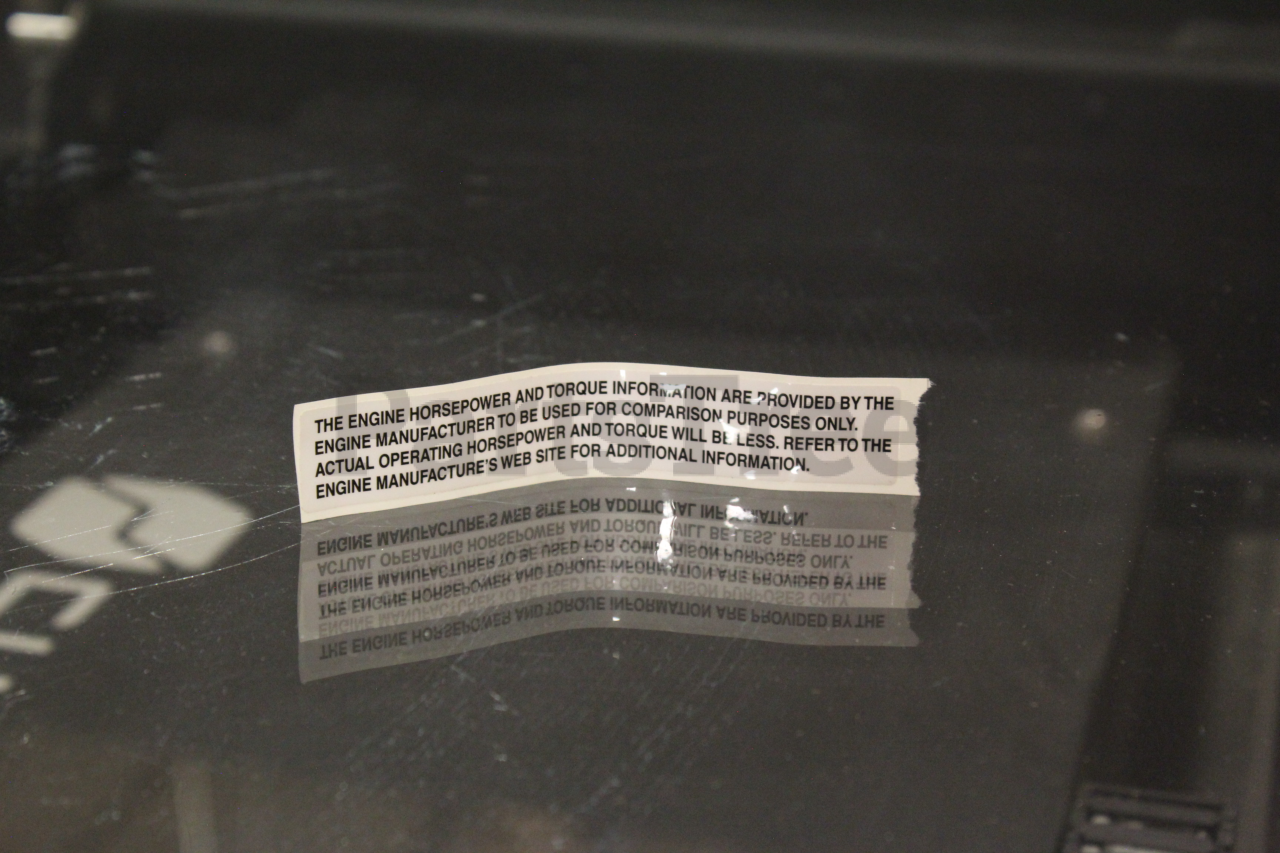 THE ENGINE HORSEPOWER AND TORQUE INFORMATION ARE PROVIDED BY THE
ENGINE MANUFACTURER TO BE USED FOR COMPARISON PURPOSES ONLY.
ACTUAL OPERATING HORSEPOWER AND TORQUE WILL BE LESS. REFER TO THE
ENGINE MANUFACTURE'S WEB SITE FOR ADDITIONAL INFORMATION.
PartsTree